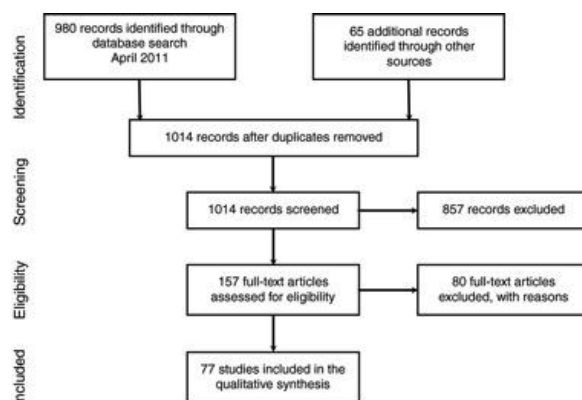 Identification
980 records identified through
database search
April 2011
65 additional records
identified through other
sources
1014 records after duplicates removed
Screening
1014 records screened
857 records excluded
Eligibility
157 full-text articles
assessed for eligibility
80 full-text articles
excluded, with reasons
Included
77 studies included in the
qualitative synthesis